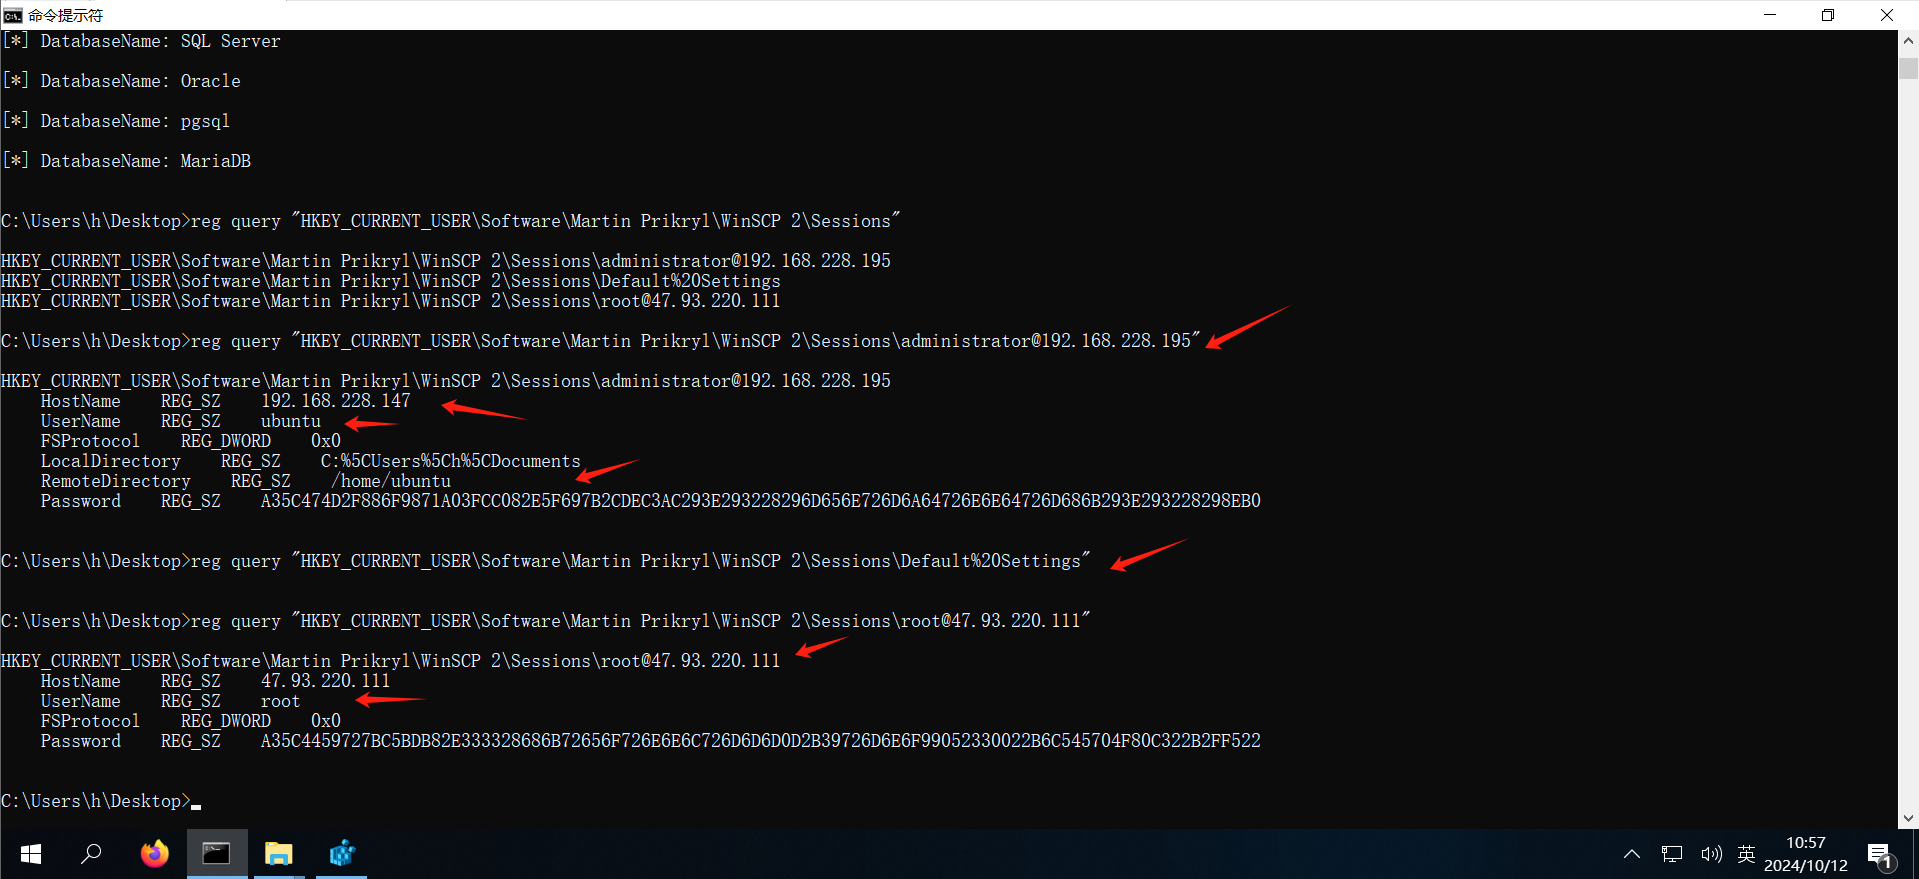 命令提示符
[*] DatabaseName: SQL Server
[*] DatabaseName: Oracle
[*] DatabaseName: pgsql
[*] DatabaseName: MariaDB
C:\Users\h\Desktop>reg query "HKEY_CURRENT_USER\Software\Martin Prikryl\WinSCP 2\Sessions"
HKEY_CURRENT_USER\Software\Martin Prikryl\WinSCP 2\Sessions\administrator@192.168.228.195
HKEY_CURRENT_USER\Software\Martin Prikryl\WinSCP 2\Sessions\Default%20Settings
HKEY_CURRENT_USER\Software\Martin Prikryl\WinSCP 2\Sessions\root@47.93.220.111
C:\Users\h\Desktop>reg query "HKEY_CURRENT_USER\Software\Martin Prikryl\WinSCP 2\Sessions\administrator@192.168.228.195"
HKEY_CURRENT_USER\Software\Martin Prikryl\WinSCP 2\Sessions\administrator@192.168.228.195
HostName    REG_SZ    192.168.228.147
UserName    REG_SZ    ubuntu
FSProtocol    REG_DWORD    0x0
LocalDirectory    REG_SZ    C:%5CUsers%5Ch%5CDocuments
RemoteDirectory    REG_SZ    /home/ubuntu
Password    REG_SZ    A35C474D2F886F9871A03FCC082E5F697B2CDEC3AC293E293228296D656E726D6A64726E6E64726D686B293E293228298EB0
C:\Users\h\Desktop>reg query "HKEY_CURRENT_USER\Software\Martin Prikryl\WinSCP 2\Sessions\Default%20Settings"
C:\Users\h\Desktop>reg query "HKEY_CURRENT_USER\Software\Martin Prikryl\WinSCP 2\Sessions\root@47.93.220.111"
HKEY_CURRENT_USER\Software\Martin Prikryl\WinSCP 2\Sessions\root@47.93.220.111
HostName    REG_SZ    47.93.220.111
UserName    REG_SZ    root
FSProtocol    REG_DWORD    0x0
Password    REG_SZ    A35C4459727BC5BDB82E333328686B72656F726E6E6C726D6D6D0D2B39726D6E6F99052330022B6C545704F80C322B2FF522
C:\Users\h\Desktop>
英
10:57
2024/10/12
1